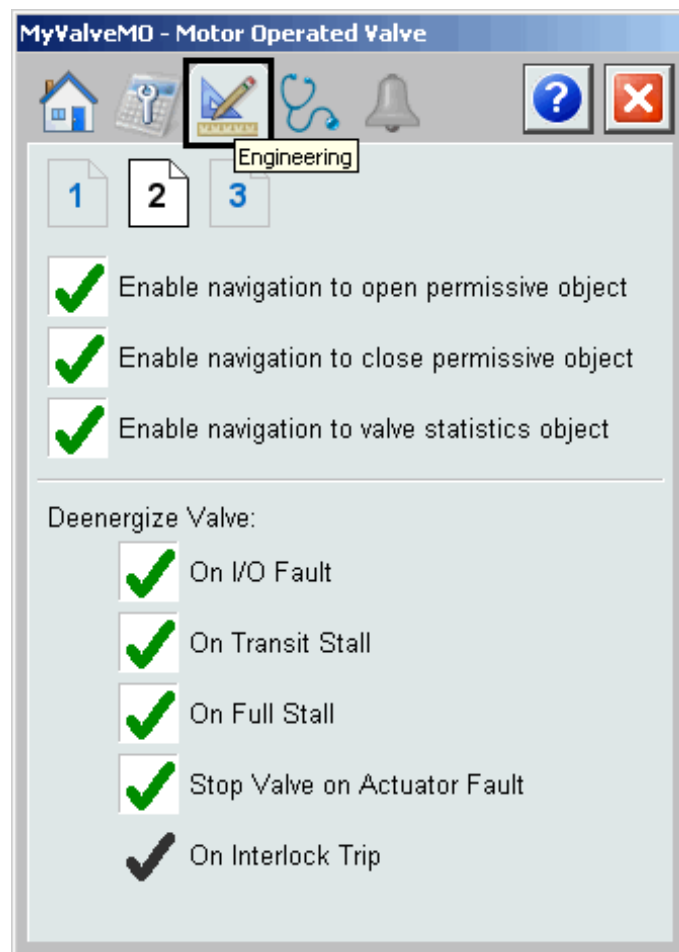 MyValveMO - Motor Operated Valve
?
Engineering
1 2 3
Enable navigation to open permissive object
Enable navigation to close permissive object
Enable navigation to valve statistics object
Deenergize Valve:
On I/O Fault
On Transit Stall
On Full Stall
Stop Valve on Actuator Fault
On Interlock Trip